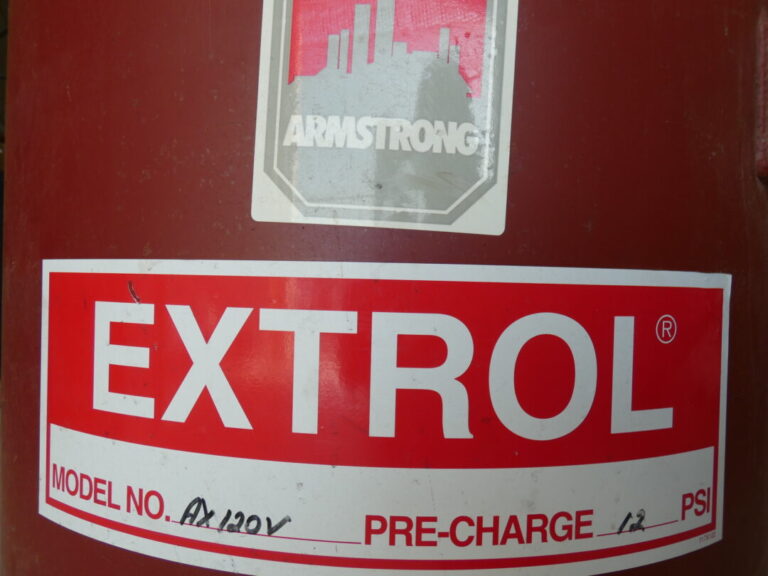 ARMSTRONG
EXTROL®
MODEL NO. AX120V PRE-CHARGE 12 PSI